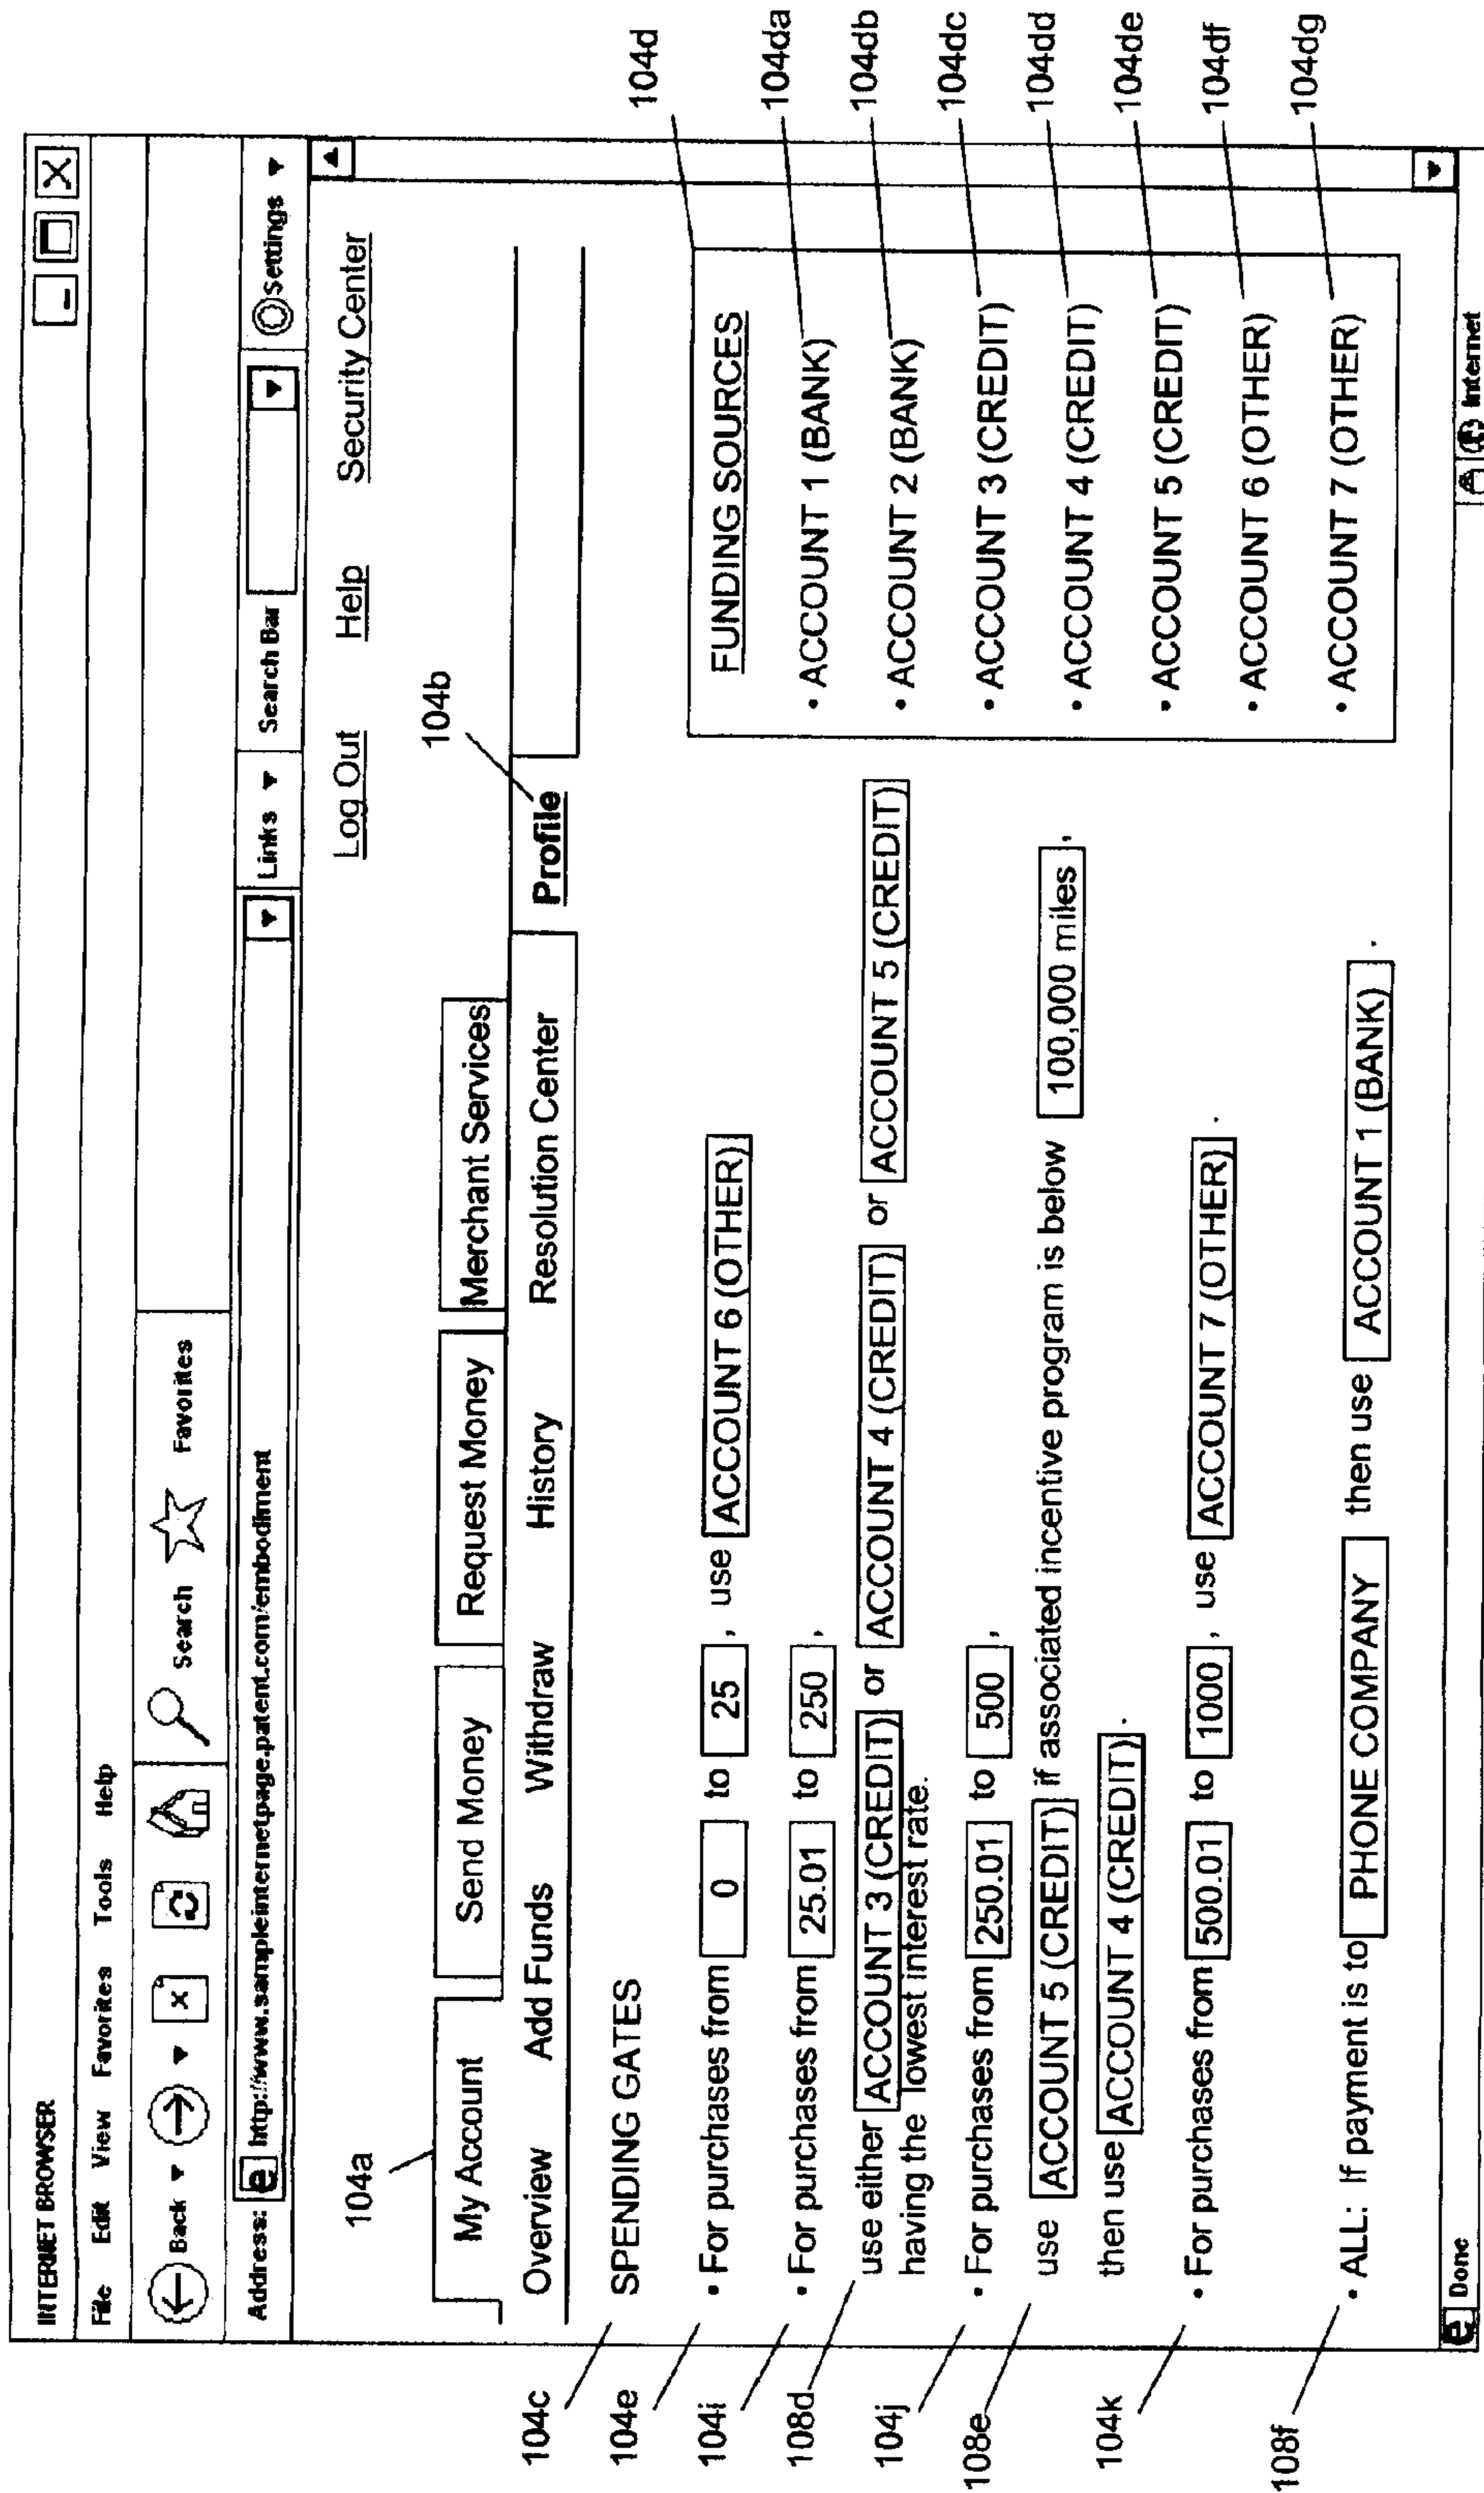 INTERNET BROWSER
File Edit View Favorites Tools Help
Back Search Favorites
Address: e http://www.sampleinternetpage.patent.com/embodiment Links Search Bar settings
Log Out Help Security Center
104a
104b
My Account Send Money Request Money Merchant Services
Overview Add Funds Withdraw History Resolution Center Profile
104c
SPENDING GATES
104d
104e
• For purchases from 0 to 25 , use ACCOUNT 6 (OTHER)
104i
• For purchases from 25.01 to 250 ,
108d
use either ACCOUNT 3 (CREDIT) or ACCOUNT 4 (CREDIT) or ACCOUNT 5 (CREDIT)
having the lowest interest rate.
104j
• For purchases from 250.01 to 500 ,
108e
use ACCOUNT 5 (CREDIT) if associated incentive program is below 100,000 miles ,
then use ACCOUNT 4 (CREDIT) .
104k
• For purchases from 500.01 to 1000 , use ACCOUNT 7 (OTHER) .
108f
• ALL: If payment is to PHONE COMPANY then use ACCOUNT 1 (BANK) .
FUNDING SOURCES
• ACCOUNT 1 (BANK) 104da
• ACCOUNT 2 (BANK) 104db
• ACCOUNT 3 (CREDIT) 104dc
• ACCOUNT 4 (CREDIT) 104dd
• ACCOUNT 5 (CREDIT) 104de
• ACCOUNT 6 (OTHER) 104df
• ACCOUNT 7 (OTHER) 104dg
e Done Internet